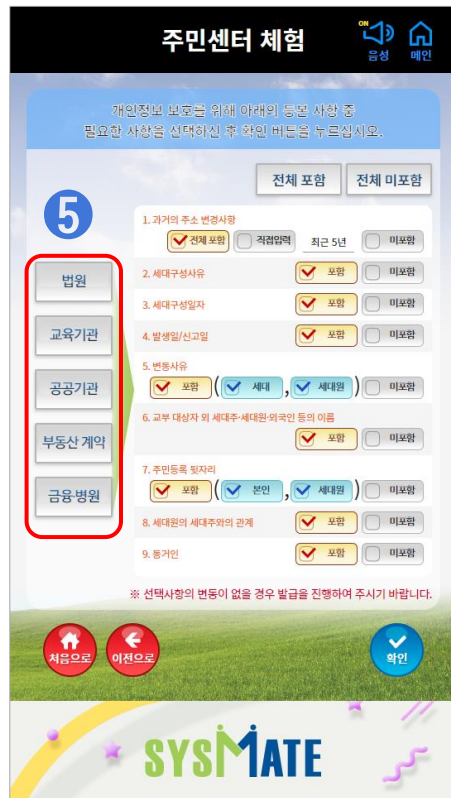 주민센터 체험
ON
음성
메인
개인정보 보호를 위해 아래의 등본 사항 중
필요한 사항을 선택하신 후 확인 버튼을 누르십시오.
전체 포함
전체 미포함
5
법원
교육기관
공공기관
부동산 계약
금융·병원
1. 과거의 주소 변경사항
전체 포함 직접입력 최근 5년 미포함
2. 세대구성사유 포함 미포함
3. 세대구성일자 포함 미포함
4. 발생일/신고일 포함 미포함
5. 변동사유
포함 ( 세대 , 세대원 ) 미포함
6. 교부 대상자 외 세대주·세대원·외국인 등의 이름
포함 미포함
7. 주민등록 뒷자리
포함 ( 본인 , 세대원 ) 미포함
8. 세대원의 세대주와의 관계 포함 미포함
9. 동거인 포함 미포함
※ 선택사항의 변동이 없을 경우 발급을 진행하여 주시기 바랍니다.
처음으로
이전으로
확인
SYSMATE